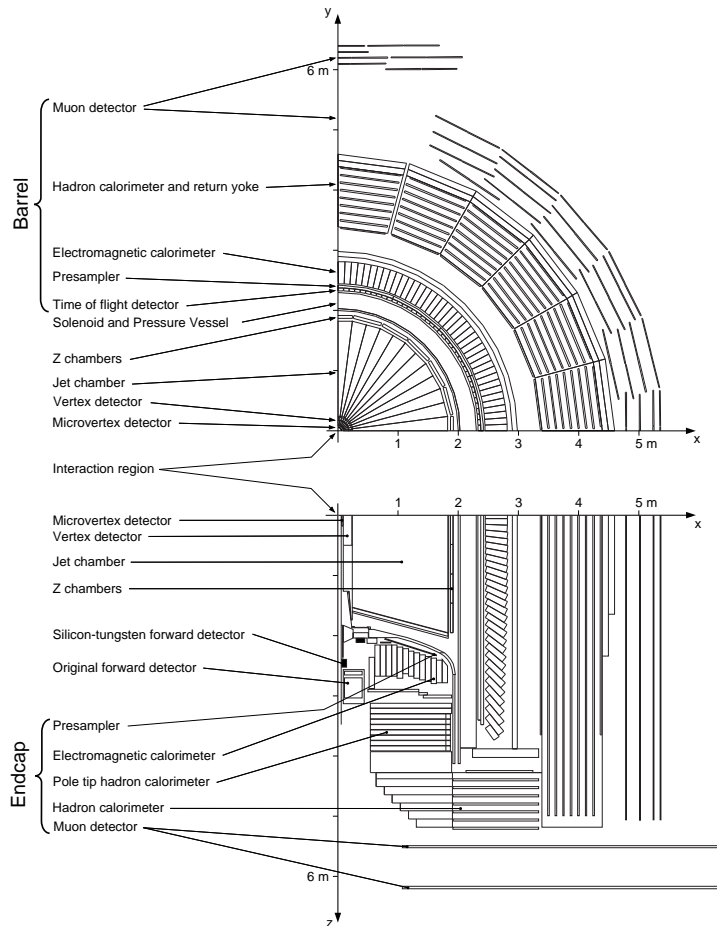 y
6 m
Muon detector
Barrel
Hadron calorimeter and return yoke
Electromagnetic calorimeter
Presampler
Time of flight detector
Solenoid and Pressure Vessel
Z chambers
Jet chamber
Vertex detector
Microvertex detector
1 2 3 4 5 m
x
Interaction region
1 2 3 4 5 m
x
Microvertex detector
Vertex detector
Jet chamber
Z chambers
Silicon-tungsten forward detector
Original forward detector
Endcap
Presampler
Electromagnetic calorimeter
Pole tip hadron calorimeter
Hadron calorimeter
Muon detector
6 m
z